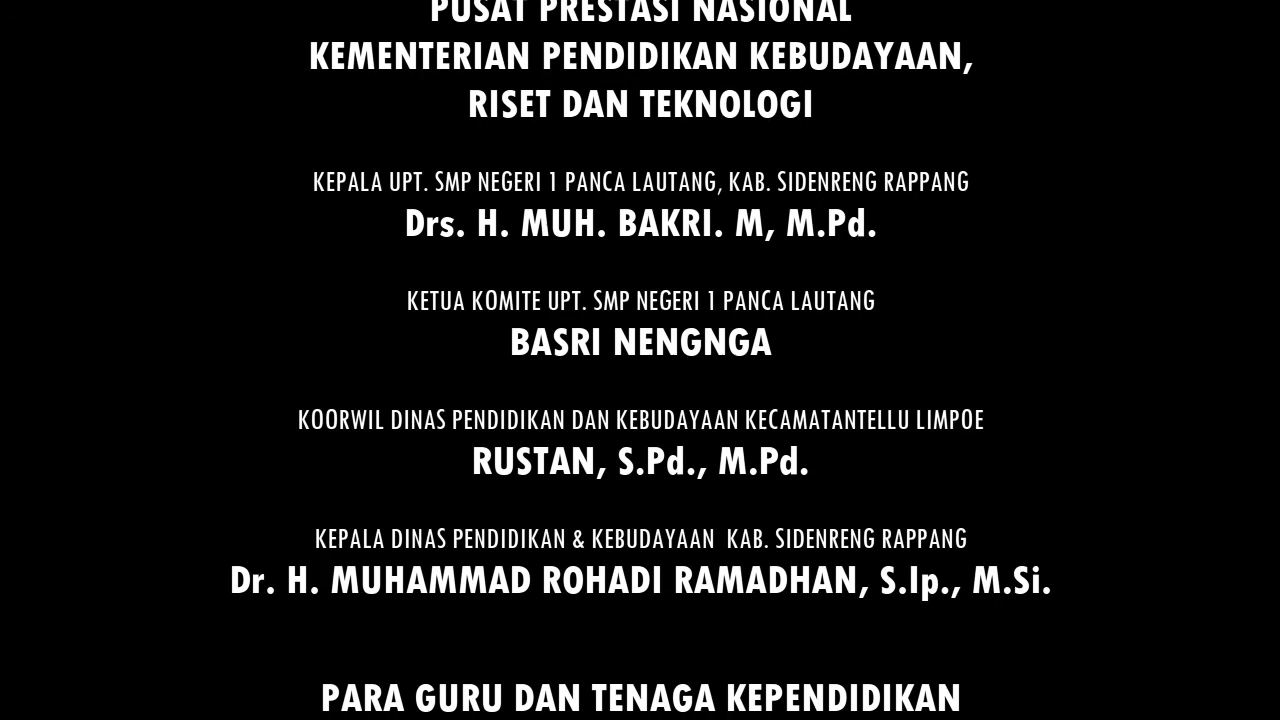 PUSAT PRESTASI NASIONAL
KEMENTERIAN PENDIDIKAN KEBUDAYAAN,
RISET DAN TEKNOLOGI
KEPALA UPT. SMP NEGERI 1 PANCA LAUTANG, KAB. SIDENRENG RAPPANG
Drs. H. MUH. BAKRI. M, M.Pd.
KETUA KOMITE UPT. SMP NEGERI 1 PANCA LAUTANG
BASRI NENGNGA
KOORWIL DINAS PENDIDIKAN DAN KEBUDAYAAN KECAMATANTELLU LIMPOE
RUSTAN, S.Pd., M.Pd.
KEPALA DINAS PENDIDIKAN & KEBUDAYAAN  KAB. SIDENRENG RAPPANG
Dr. H. MUHAMMAD ROHADI RAMADHAN, S.Ip., M.Si.
PARA GURU DAN TENAGA KEPENDIDIKAN